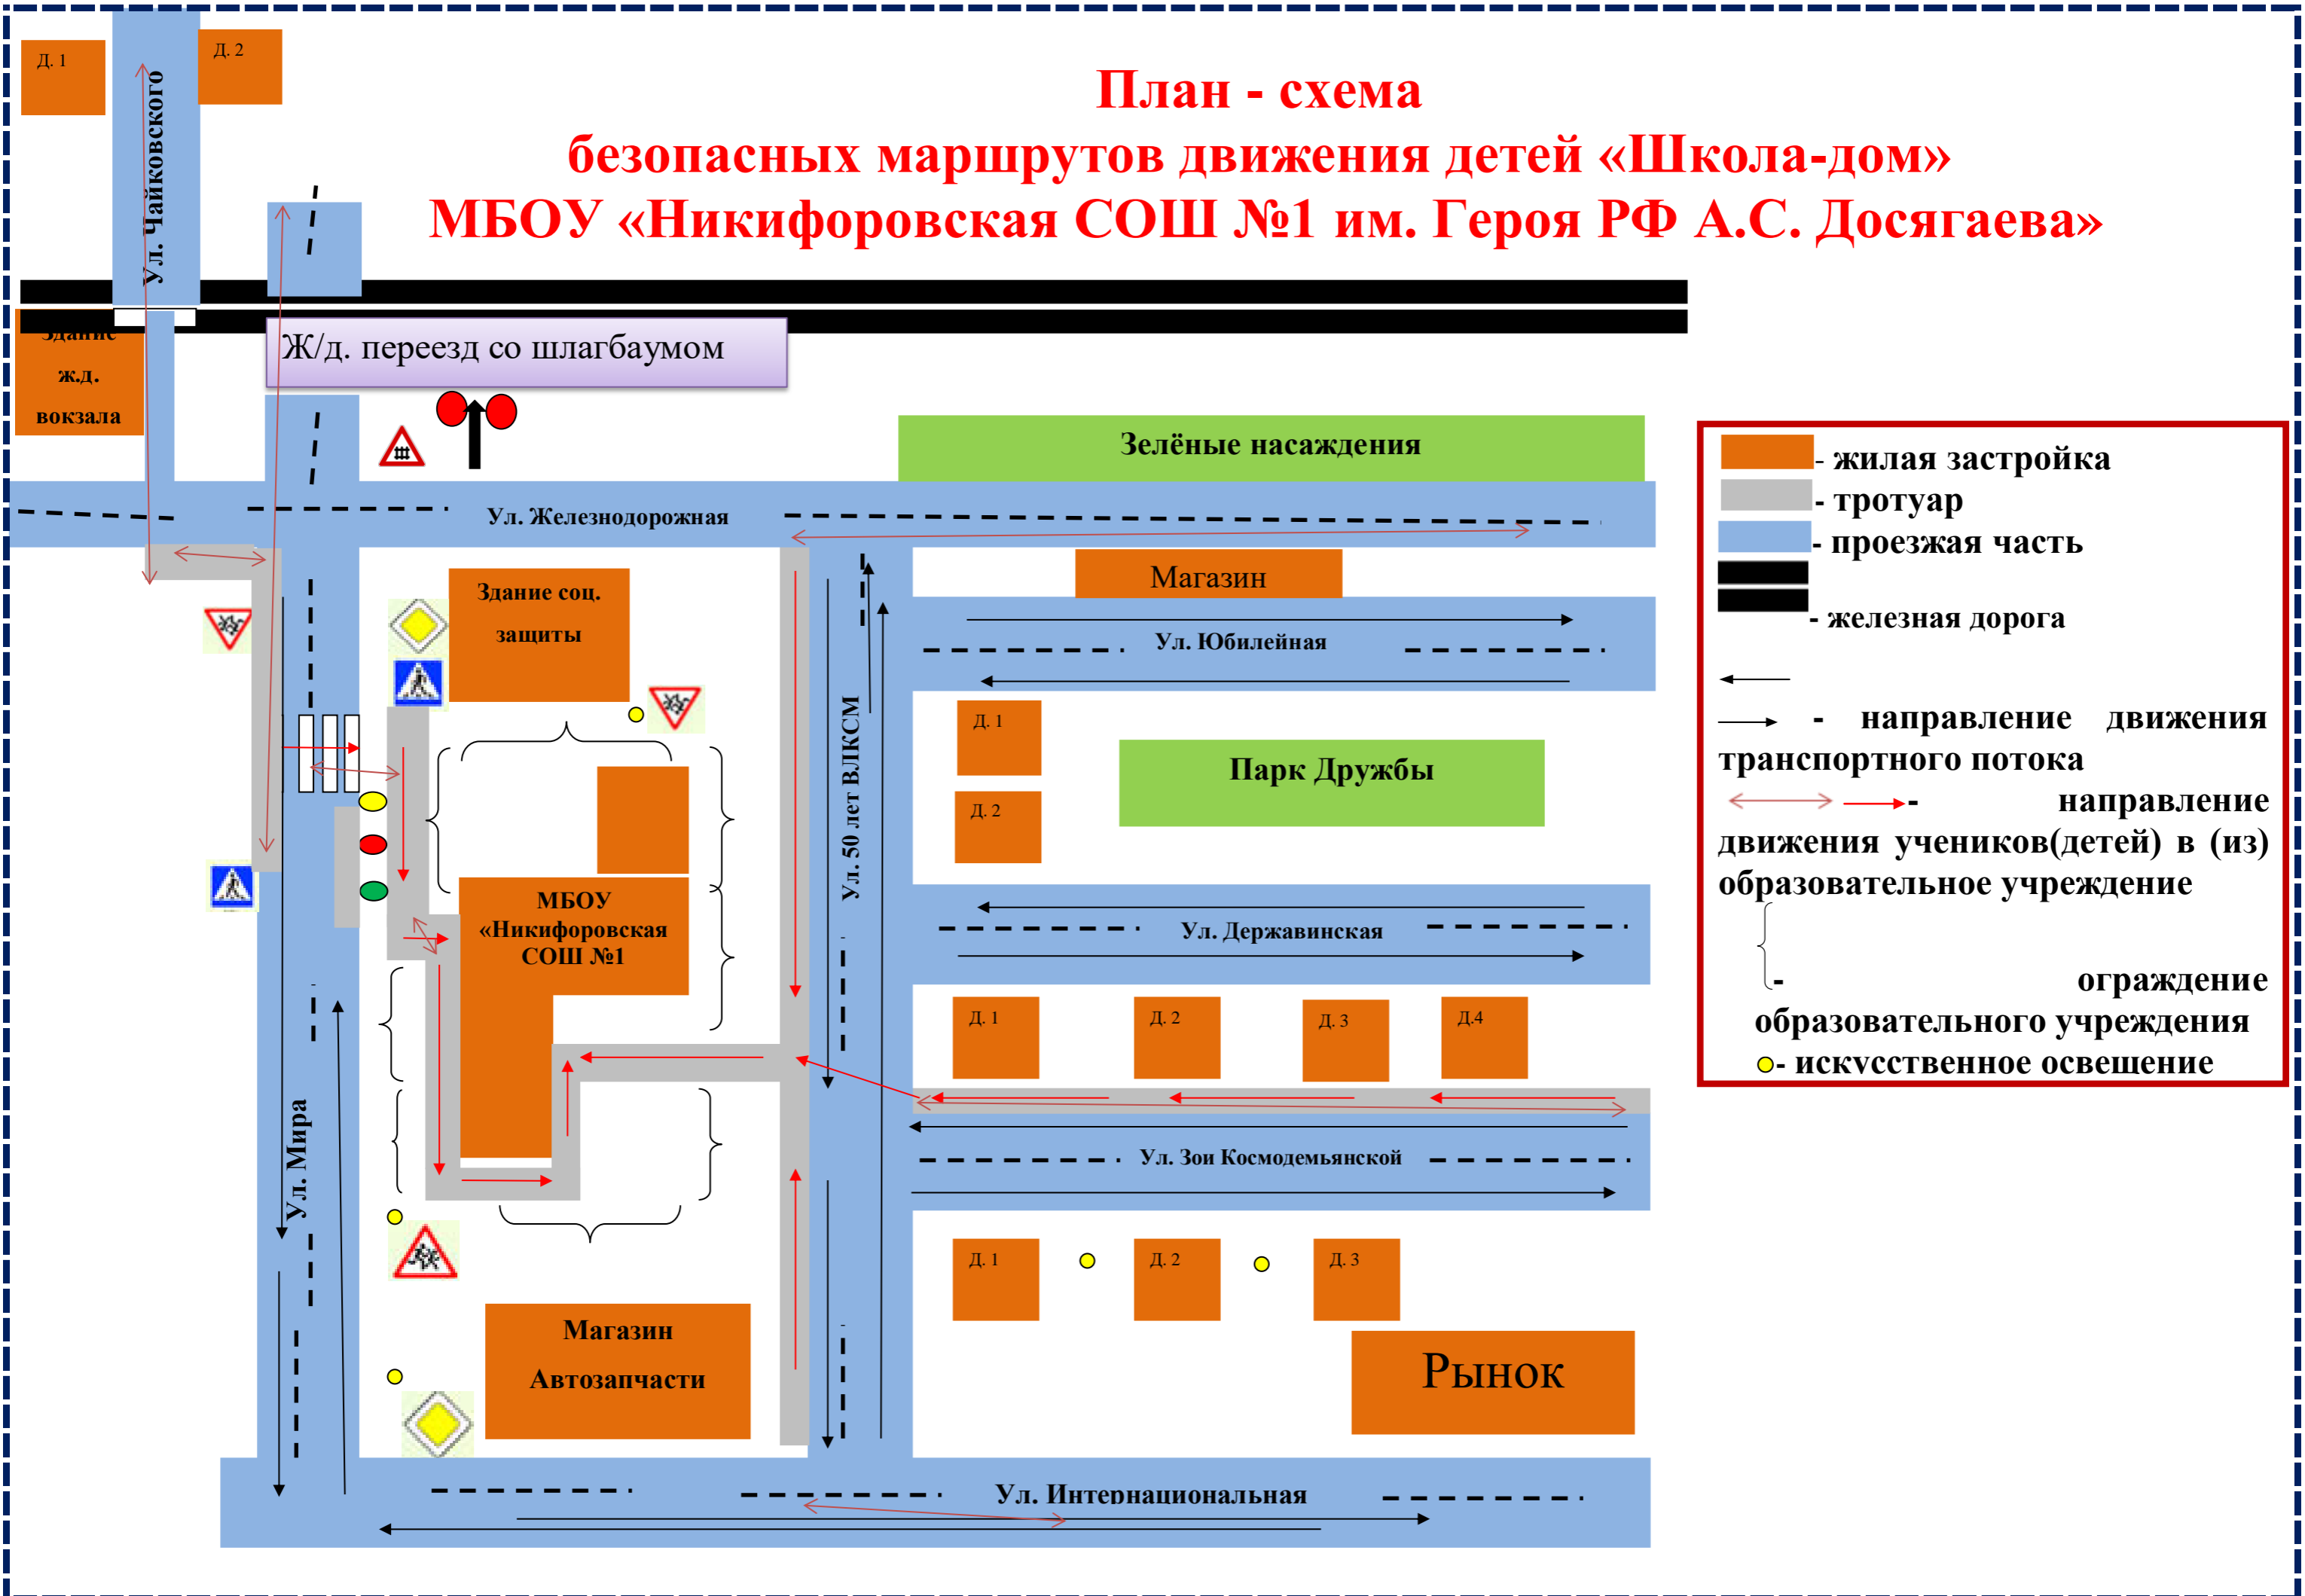 План - схема
безопасных маршрутов движения детей «Школа-дом»
МБОУ «Никифоровская СОШ №1 им. Героя РФ А.С. Досягаева»
Д. 1
Д. 2
Ул. Чайковского
Здание
ж.д.
вокзала
Ж/д. переезд со шлагбаумом
Зелёные насаждения
Ул. Железнодорожная
Здание соц.
защиты
Магазин
Ул. Юбилейная
Ул. 50 лет ВЛКСМ
Д. 1
Д. 2
Парк Дружбы
МБОУ
«Никифоровская
СОШ №1
Ул. Державинская
Д. 1
Д. 2
Д. 3
Д.4
Ул. Мира
Ул. Зои Космодемьянской
Д. 1
Д. 2
Д. 3
Магазин
Автозапчасти
Рынок
Ул. Интернациональная
- жилая застройка
- тротуар
- проезжая часть
- железная дорога
- направление движения
транспортного потока
- направление
движения учеников(детей) в (из)
образовательное учреждение
- ограждение
образовательного учреждения
- искусственное освещение